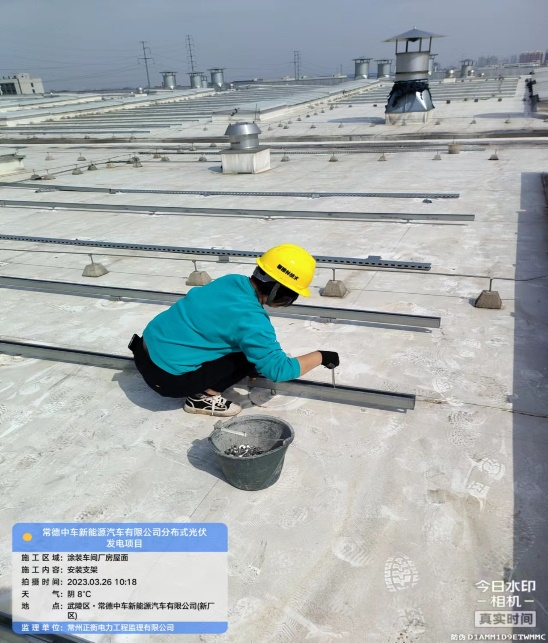 常德中车新能源汽车有限公司分布式光伏
发电项目
施工区域：涂装车间厂房屋面
施工内容：安装支架
拍摄时间：2023.03.26 10:18
天　　气：阴 8℃
地　　点：武陵区·常德中车新能源汽车有限公司(新厂
区)
监理单位：常州正衡电力工程监理有限公司
今日水印
相机
真实时间
防伪 D1AMM1D9ETWMMC